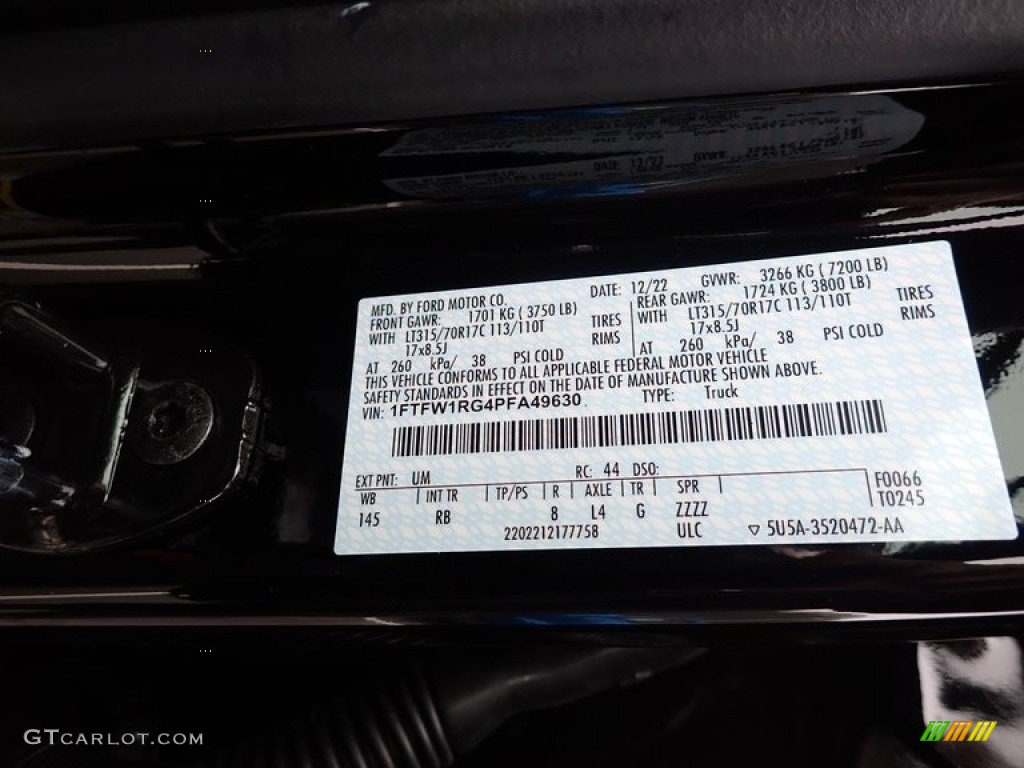 MFD. BY FORD MOTOR CO. DATE: 12/22 GVWR: 3266 KG ( 7200 LB)
FRONT GAWR: 1701 KG ( 3750 LB) REAR GAWR: 1724 KG ( 3800 LB)
WITH LT315/70R17C 113/110T TIRES WITH LT315/70R17C 113/110T TIRES
17x8.5J RIMS 17x8.5J RIMS
AT 260 kPa/ 38 PSI COLD AT 260 kPa/ 38 PSI COLD
THIS VEHICLE CONFORMS TO ALL APPLICABLE FEDERAL MOTOR VEHICLE
SAFETY STANDARDS IN EFFECT ON THE DATE OF MANUFACTURE SHOWN ABOVE.
VIN: 1FTFW1RG4PFA49630 TYPE: Truck
EXT PNT: UM RC: 44 DSO:
WB INT TR TP/PS R AXLE TR SPR F0066
145 RB 8 L4 G ZZZZ T0245
2202212177758 ULC ▽ 5U5A-3520472-AA
GTCARLOT.COM